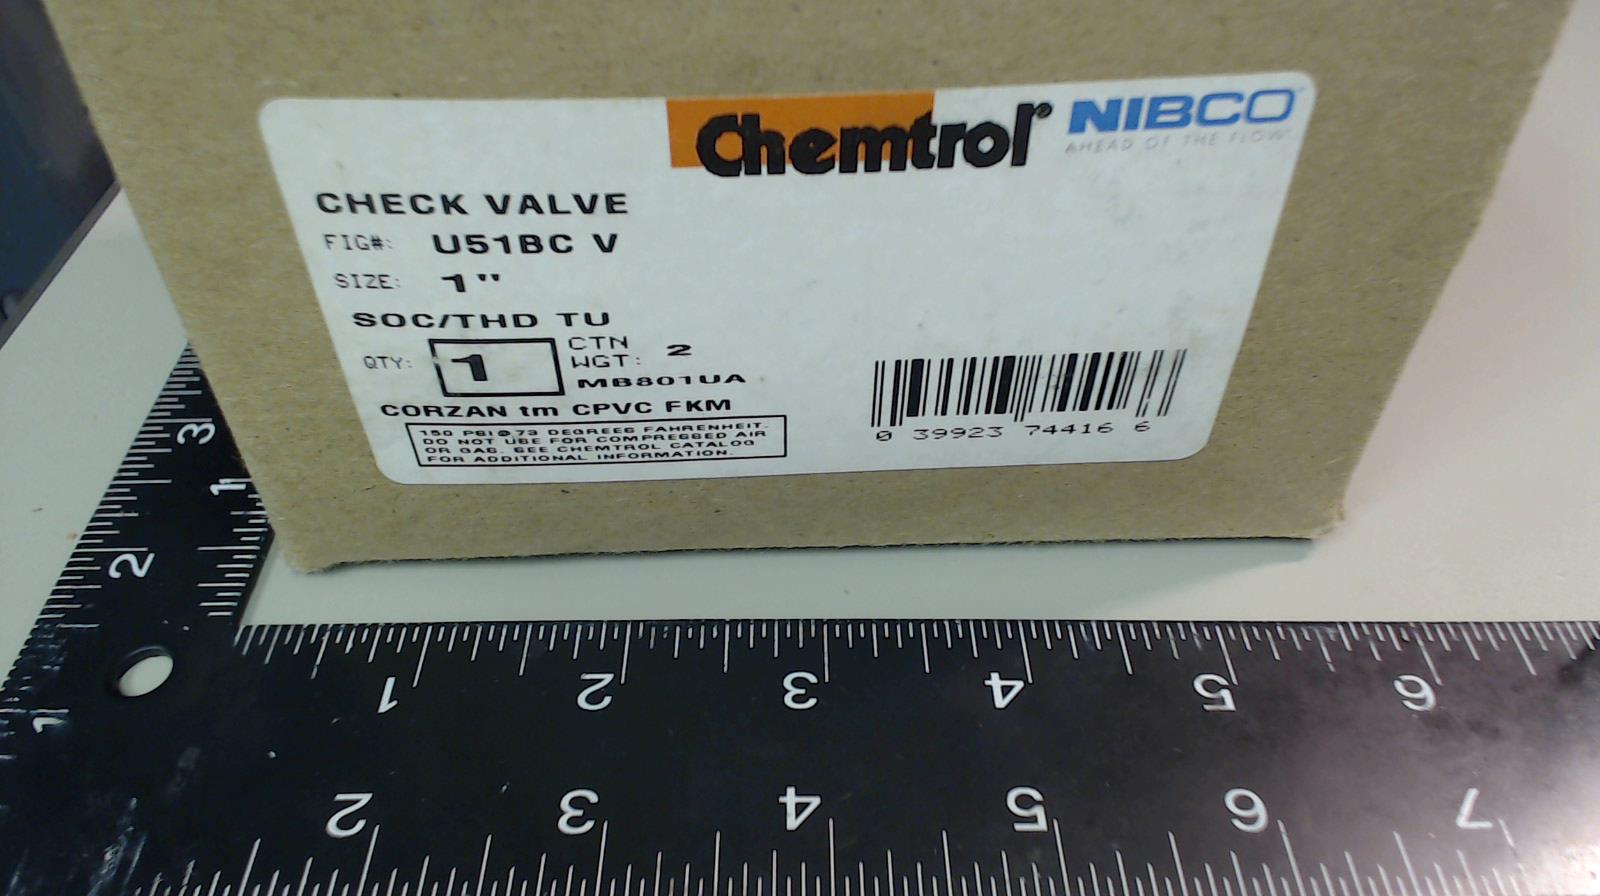 Chemtrol® NIBCO
AHEAD OF THE FLOW
CHECK VALVE
FIG#: U51BC V
SIZE: 1"
SOC/THD TU
QTY: 1 CTN WGT: 2
MB801UA
CORZAN tm CPVC FKM
150 PSI @ 73 DEGREES FAHRENHEIT.
DO NOT USE FOR COMPRESSED AIR
OR GAS. SEE CHEMTROL CATALOG
FOR ADDITIONAL INFORMATION.
0 39923 74416 6
3
1
2
1
1 2 3 4 5 6
2 3 4 5 6 7